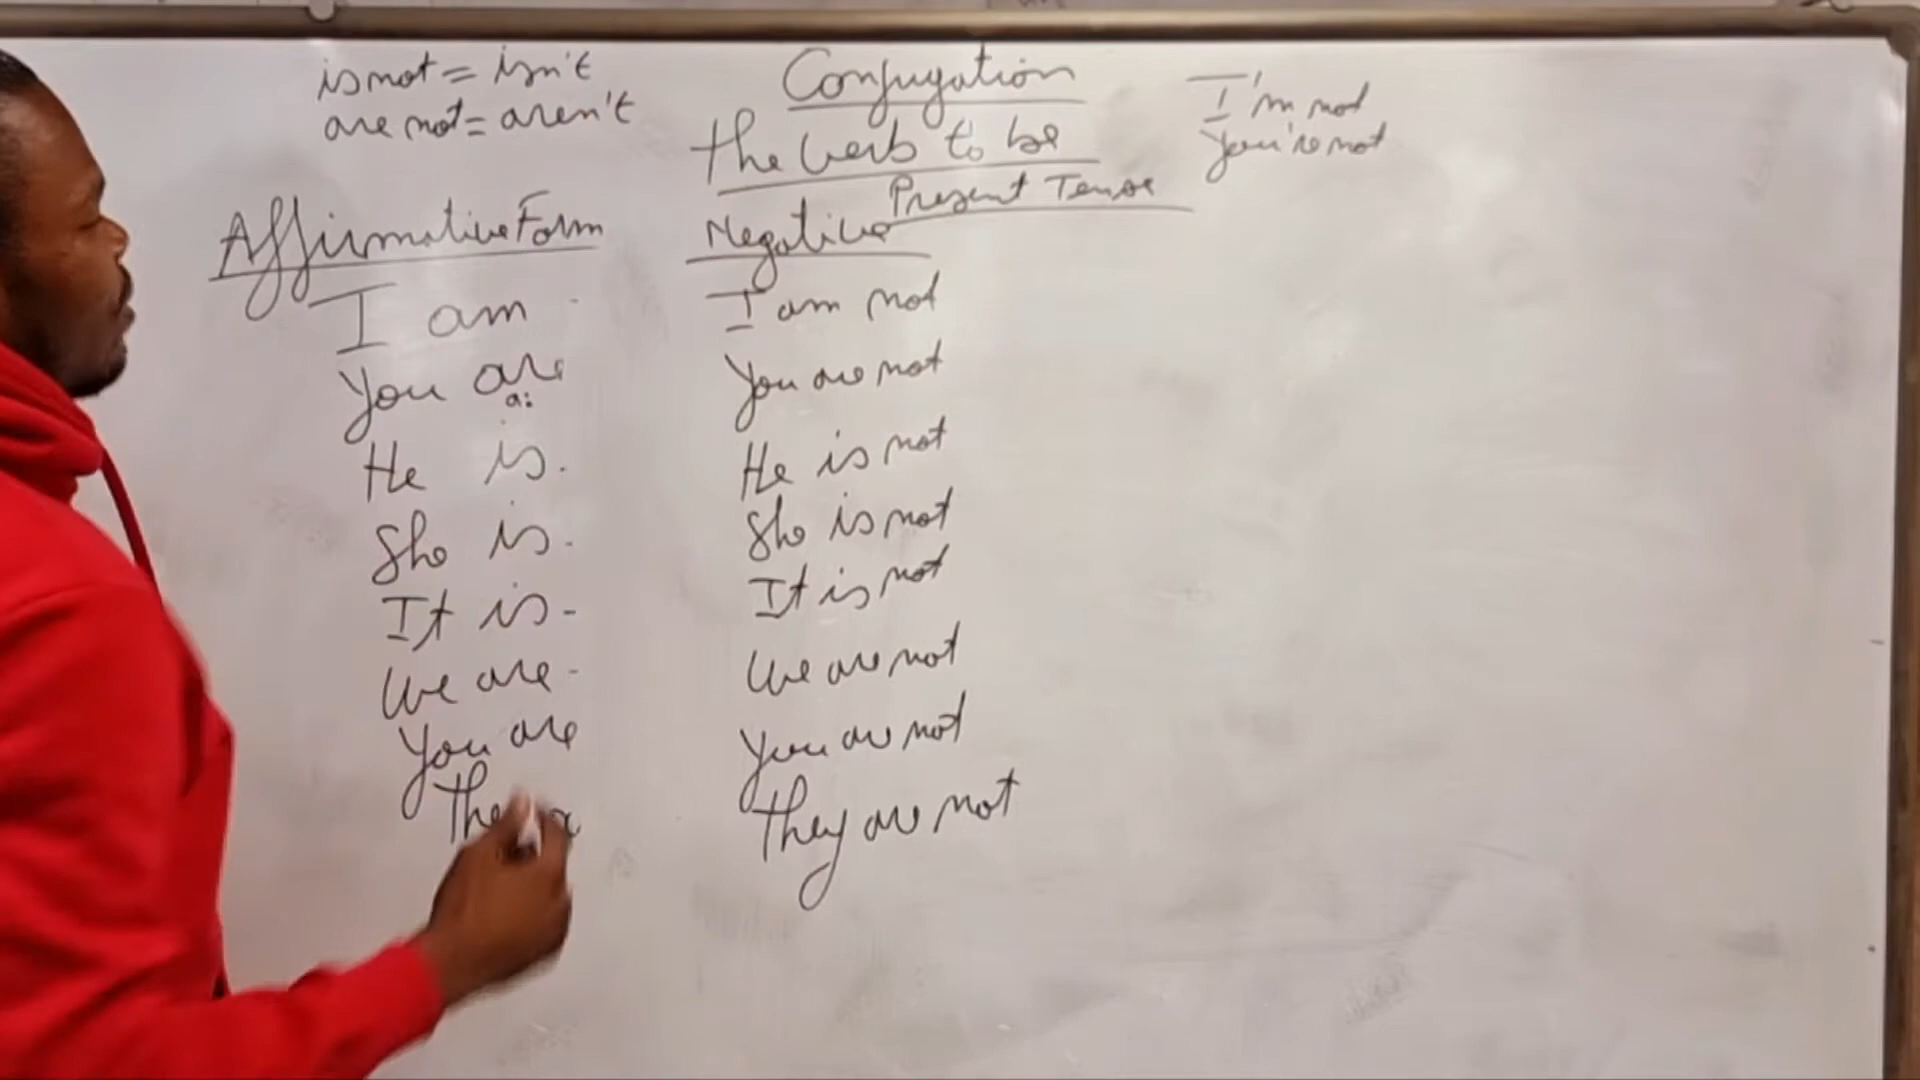 is not = isn't
are not = aren't
Conjugation
the verb to be
Present Tense
I'm not
you're not
Affirmative Form
I am
You are
a:
He is.
She is.
It is -
We are -
You are
Negative
I am not
You are not
He is not
She is not
It is not
We are not
You are not
They are not